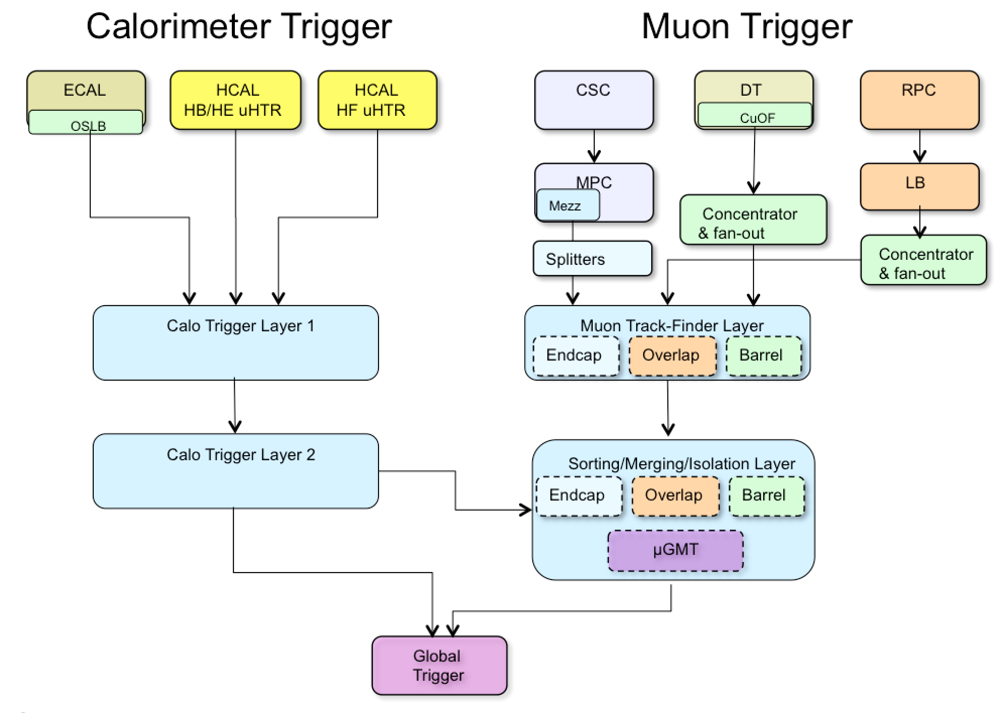 Calorimeter Trigger
Muon Trigger
ECAL
OSLB
HCAL
HB/HE uHTR
HCAL
HF uHTR
CSC
DT
CuOF
RPC
MPC
Mezz
LB
Concentrator
& fan-out
Splitters
Concentrator
& fan-out
Calo Trigger Layer 1
Muon Track-Finder Layer
Endcap
Overlap
Barrel
Calo Trigger Layer 2
Sorting/Merging/Isolation Layer
Endcap
Overlap
Barrel
µGMT
Global
Trigger